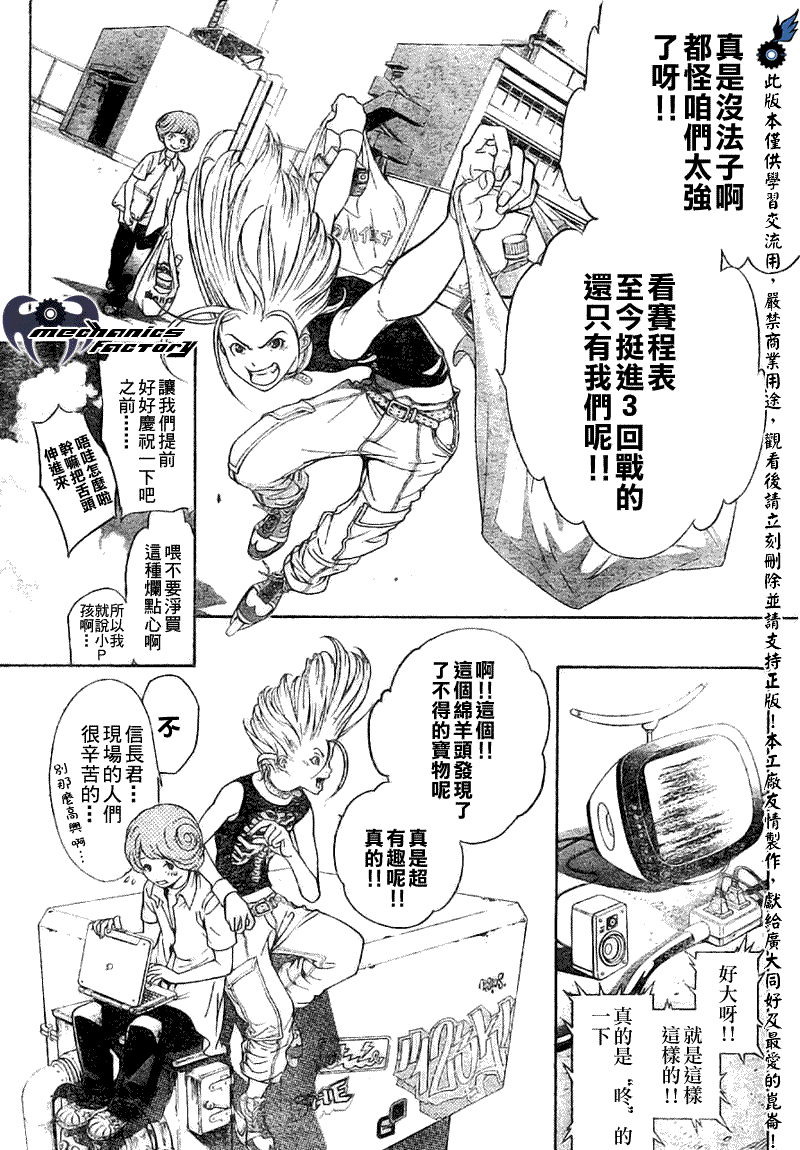 真是沒法子啊
都怪咱們太強
了呀!!
看賽程表
至今挺進3回戰的
還只有我們呢!!
Mechanics
Factory
讓我們提前
好好慶祝一下吧
之前……
唔哇怎麼啦
幹嘛把舌頭
伸進來
喂不要淨買
這種爛點心啊
所以我
就說小P
孩啊…
啊!!這個!!
這個綿羊頭發現了
了不得的寶物呢
真是超
有趣呢!!
真的!!
不
信長君…
現場的人們
很辛苦的…
別那麼高興啊…
好大呀!!
就是這樣
這樣的!!
真的是"咚"的
一下
此版本僅供學習交流用，嚴禁商業用途，觀看後請立刻刪除並請支持正版！本工廠友情製作，獻給廣大同好及最愛的崑崙！